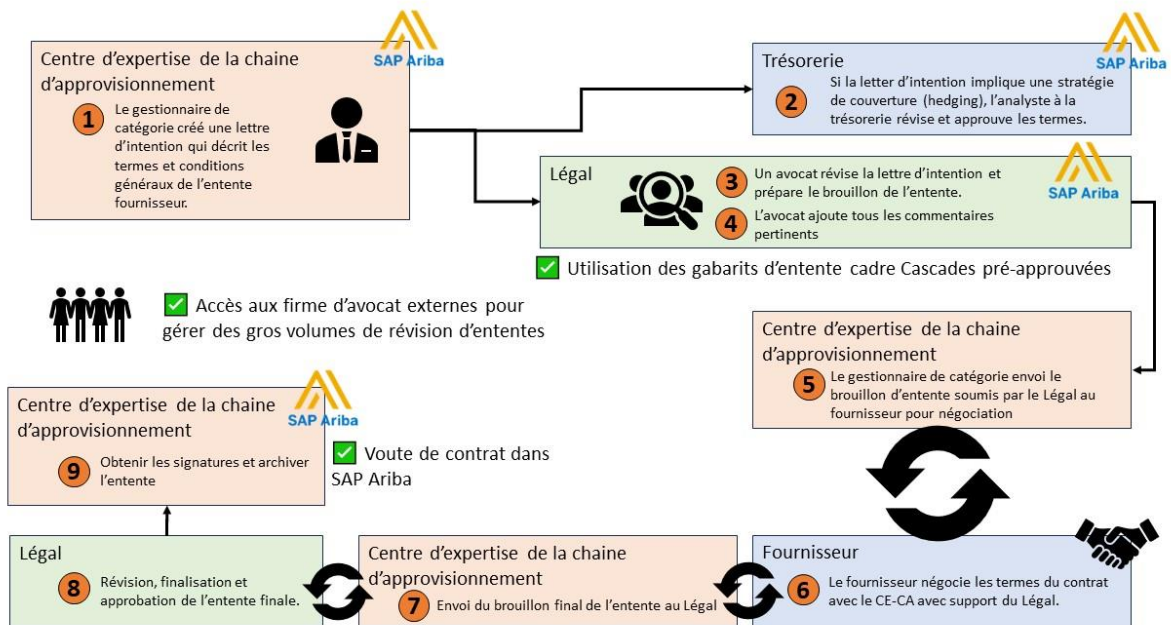 Centre d'expertise de la chaine
d'approvisionnement
SAP Ariba
1
Le gestionnaire de
catégorie créé une lettre
d'intention qui décrit les
termes et conditions
généraux de l'entente
fournisseur.
Trésorerie
SAP Ariba
2
Si la letter d'intention implique une stratégie
de couverture (hedging), l'analyste à la
trésorerie révise et approuve les termes.
Légal
SAP Ariba
3
Un avocat révise la lettre d'intention et
prépare le brouillon de l'entente.
4
L'avocat ajoute tous les commentaires
pertinents
Utilisation des gabarits d'entente cadre Cascades pré-approuvées
Accès aux firme d'avocat externes pour
gérer des gros volumes de révision d'ententes
Centre d'expertise de la chaine
d'approvisionnement
5
Le gestionnaire de catégorie envoi le
brouillon d'entente soumis par le Légal au
fournisseur pour négociation
Fournisseur
6
Le fournisseur négocie les termes du contrat
avec le CE-CA avec support du Légal.
Centre d'expertise de la chaine
d'approvisionnement
7
Envoi du brouillon final de l'entente au Légal
Légal
8
Révision, finalisation et
approbation de l'entente finale.
Centre d'expertise de la chaine
d'approvisionnement
SAP Ariba
9
Obtenir les signatures et archiver
l'entente
Voute de contrat dans
SAP Ariba